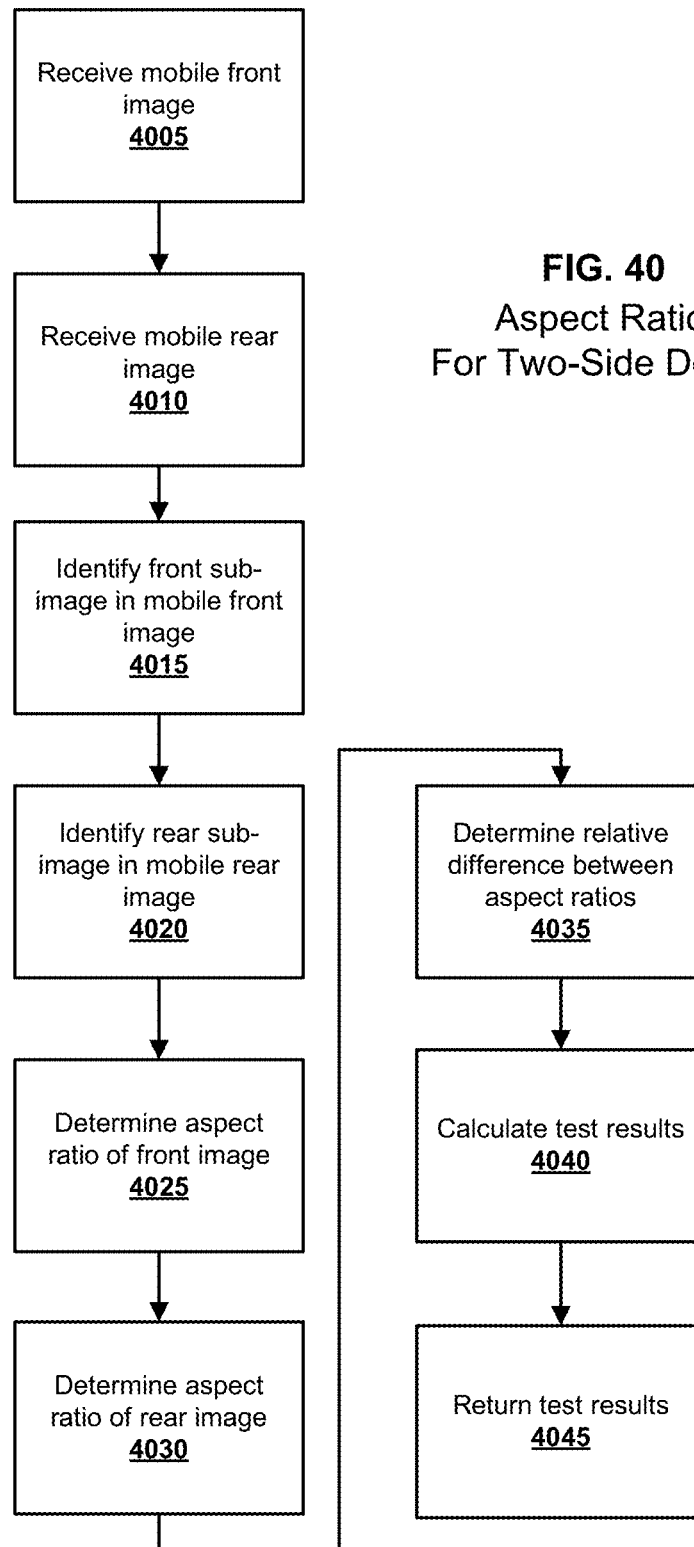 Receive mobile front
image
4005
Receive mobile rear
image
4010
FIG. 40
Aspect
For Two-Side
Identify front sub-
image in mobile front
image
4015
Identify rear sub-
image in mobile rear
image
4020
Determine aspect
ratio of front image
4025
Determine aspect
ratio of rear image
4030
Determine relative
difference between
aspect ratios
4035
Calculate test results
4040
Return test results
4045